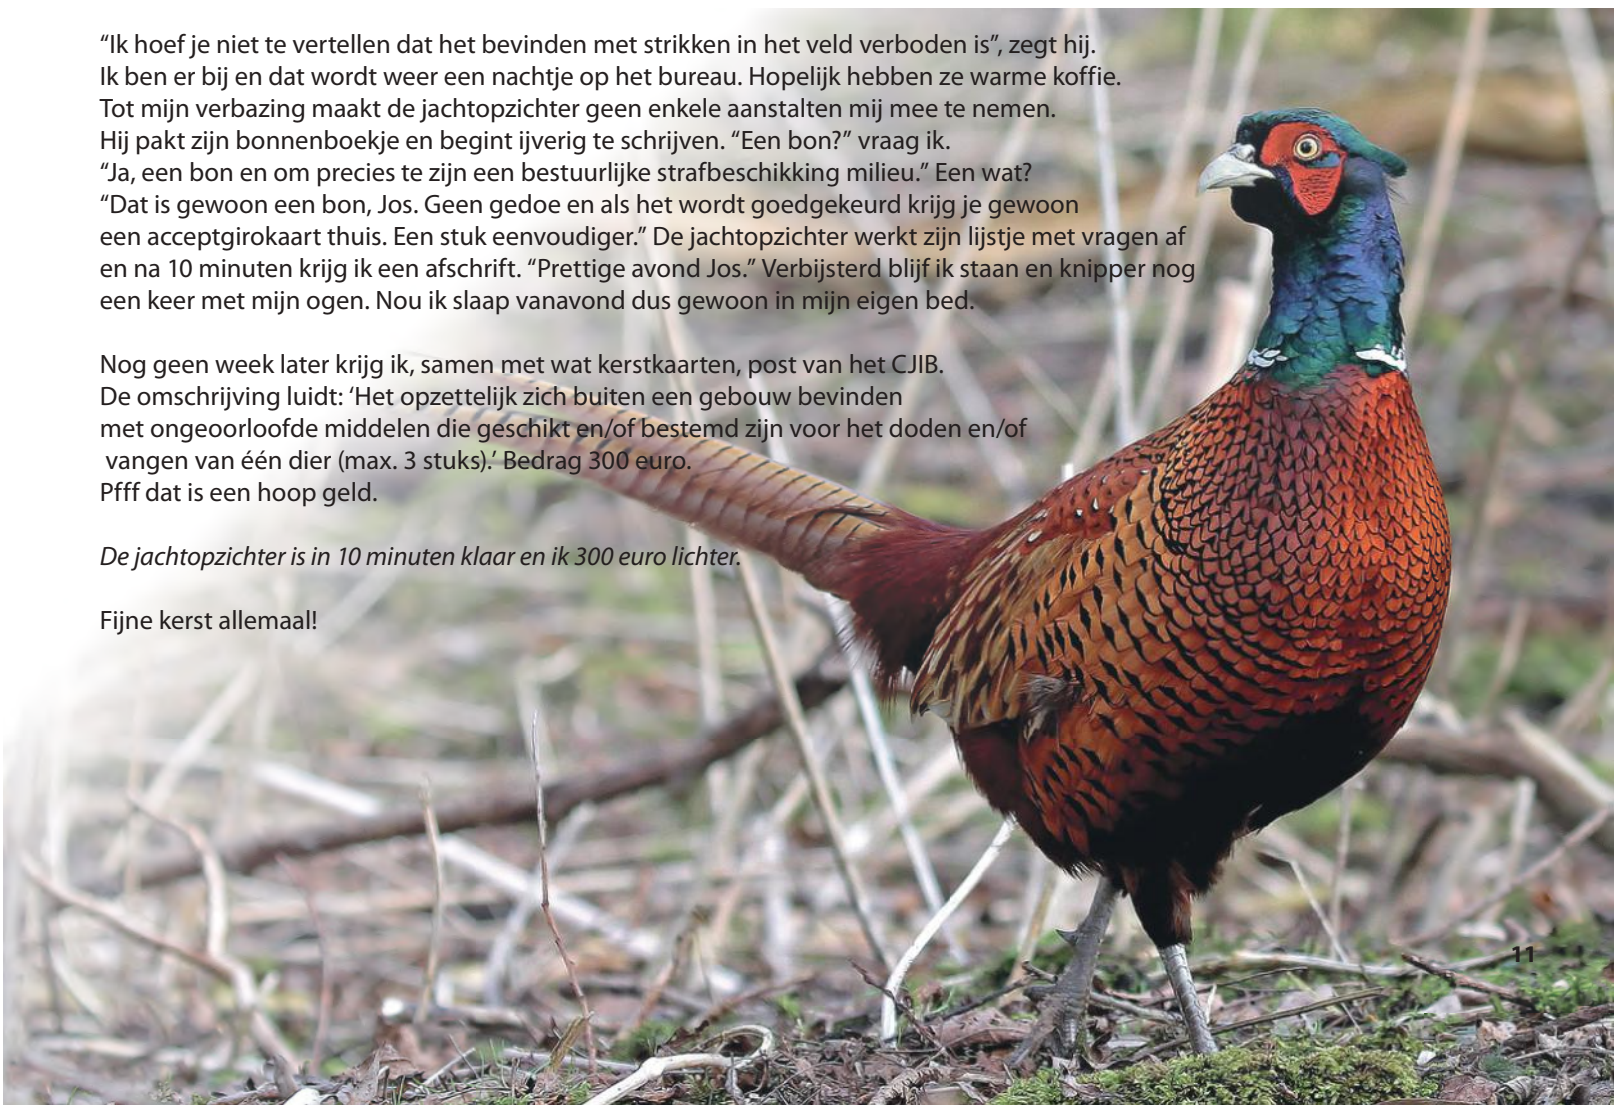 “Ik hoef je niet te vertellen dat het bevinden met strikken in het veld verboden is”, zegt hij.
Ik ben er bij en dat wordt weer een nachtje op het bureau. Hopelijk hebben ze warme koffie.
Tot mijn verbazing maakt de jachtopzichter geen enkele aanstalten mij mee te nemen.
Hij pakt zijn bonnenboekje en begint ijverig te schrijven. “Een bon?” vraag ik.
“Ja, een bon en om precies te zijn een bestuurlijke strafbeschikking milieu.” Een wat?
“Dat is gewoon een bon, Jos. Geen gedoe en als het wordt goedgekeurd krijg je gewoon
een acceptgirokaart thuis. Een stuk eenvoudiger.” De jachtopzichter werkt zijn lijstje met vragen af
en na 10 minuten krijg ik een afschrift. “Prettige avond Jos.” Verbijsterd blijf ik staan en knipper nog
een keer met mijn ogen. Nou ik slaap vanavond dus gewoon in mijn eigen bed.
Nog geen week later krijg ik, samen met wat kerstkaarten, post van het CJIB.
De omschrijving luidt: ‘Het opzettelijk zich buiten een gebouw bevinden
met ongeoorloofde middelen die geschikt en/of bestemd zijn voor het doden en/of
vangen van één dier (max. 3 stuks).’ Bedrag 300 euro.
Pfff dat is een hoop geld.
De jachtopzichter is in 10 minuten klaar en ik 300 euro lichter.
Fijne kerst allemaal!
11